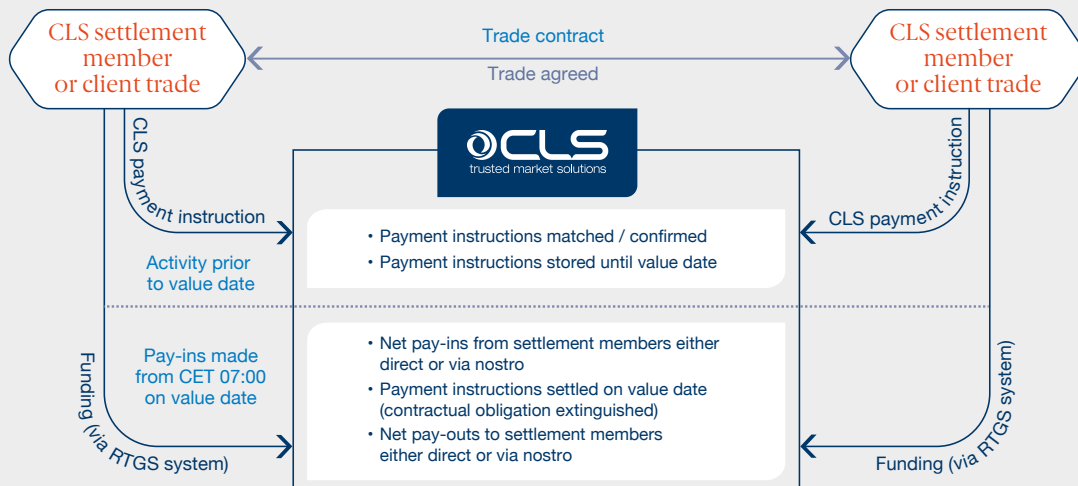 CLS settlement
member
or client trade
Trade contract
Trade agreed
CLS settlement
member
or client trade
CLS
trusted market solutions
CLS payment instruction
CLS payment instruction
• Payment instructions matched / confirmed
• Payment instructions stored until value date
Activity prior
to value date
Pay-ins made
from CET 07:00
on value date
• Net pay-ins from settlement members either
direct or via nostro
• Payment instructions settled on value date
(contractual obligation extinguished)
• Net pay-outs to settlement members
either direct or via nostro
Funding (via RTGS system)
Funding (via RTGS system)